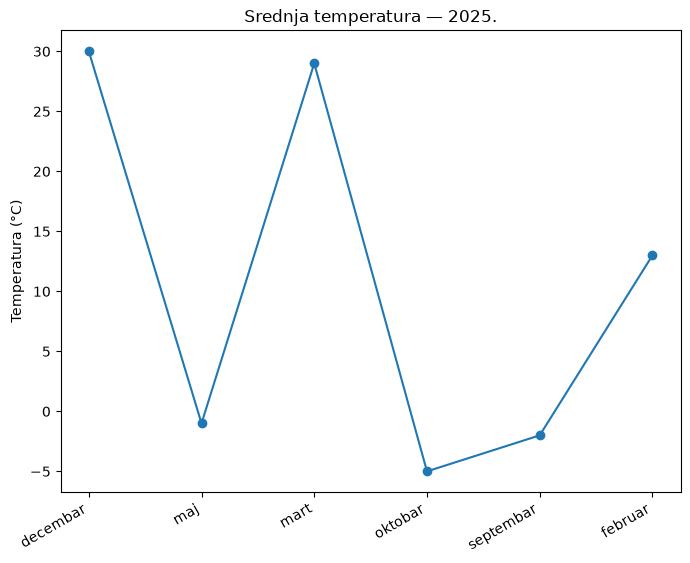 Srednja temperatura — 2025.
Temperatura (°C)
30
25
20
15
10
5
0
−5
decembar
maj
mart
oktobar
septembar
februar